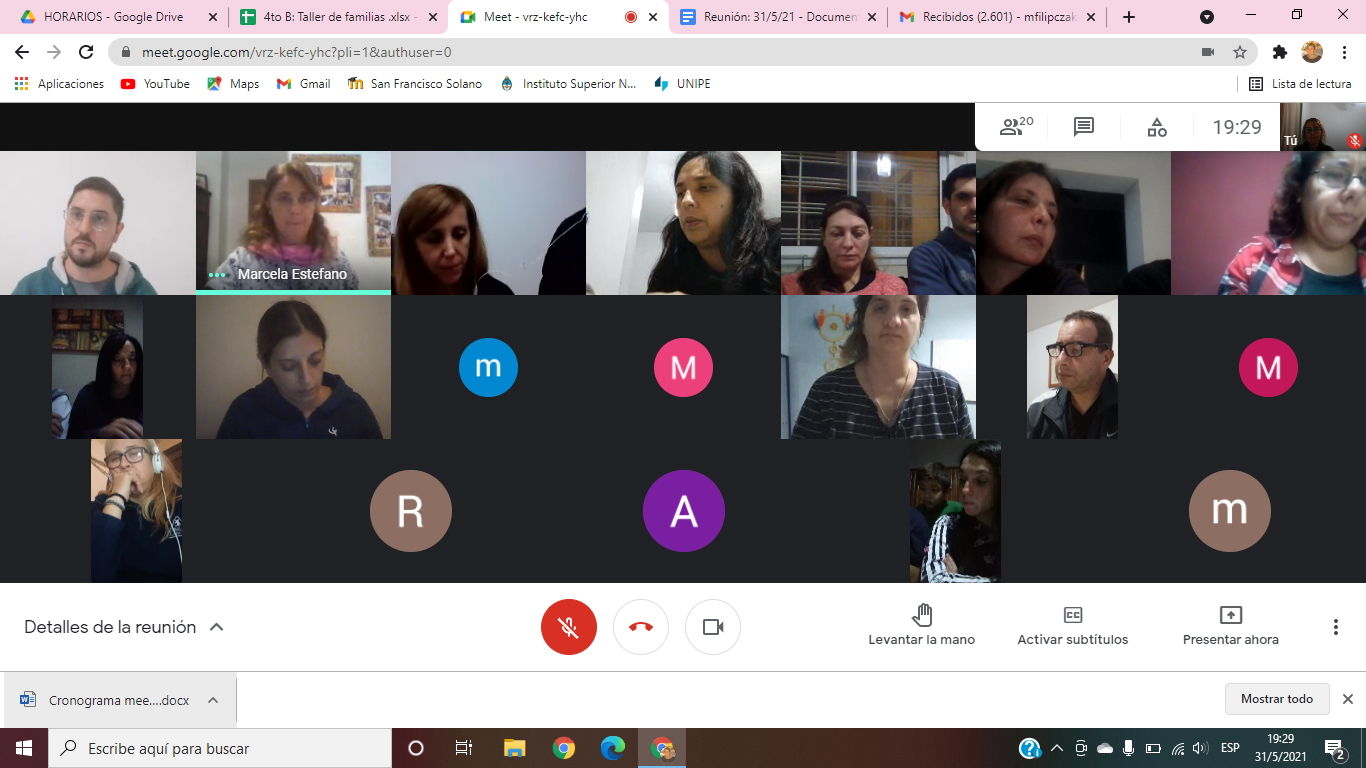 HORARIOS - Google Drive
4to B: Taller de familias .xlsx -
Meet - vrz-kefc-yhc
Reunión: 31/5/21 - Documen
Recibidos (2.601) - mfilipczak
meet.google.com/vrz-kefc-yhc?pli=1&authuser=0
Aplicaciones YouTube Maps Gmail San Francisco Solano Instituto Superior N... UNIPE Lista de lectura
20 19:29 Tú
Marcela Estefano
m M M
R A m
Detalles de la reunión
Levantar la mano
CC
Activar subtítulos
Presentar ahora
Cronograma mee....docx
Mostrar todo
Escribe aquí para buscar
ESP
19:29
31/5/2021
2